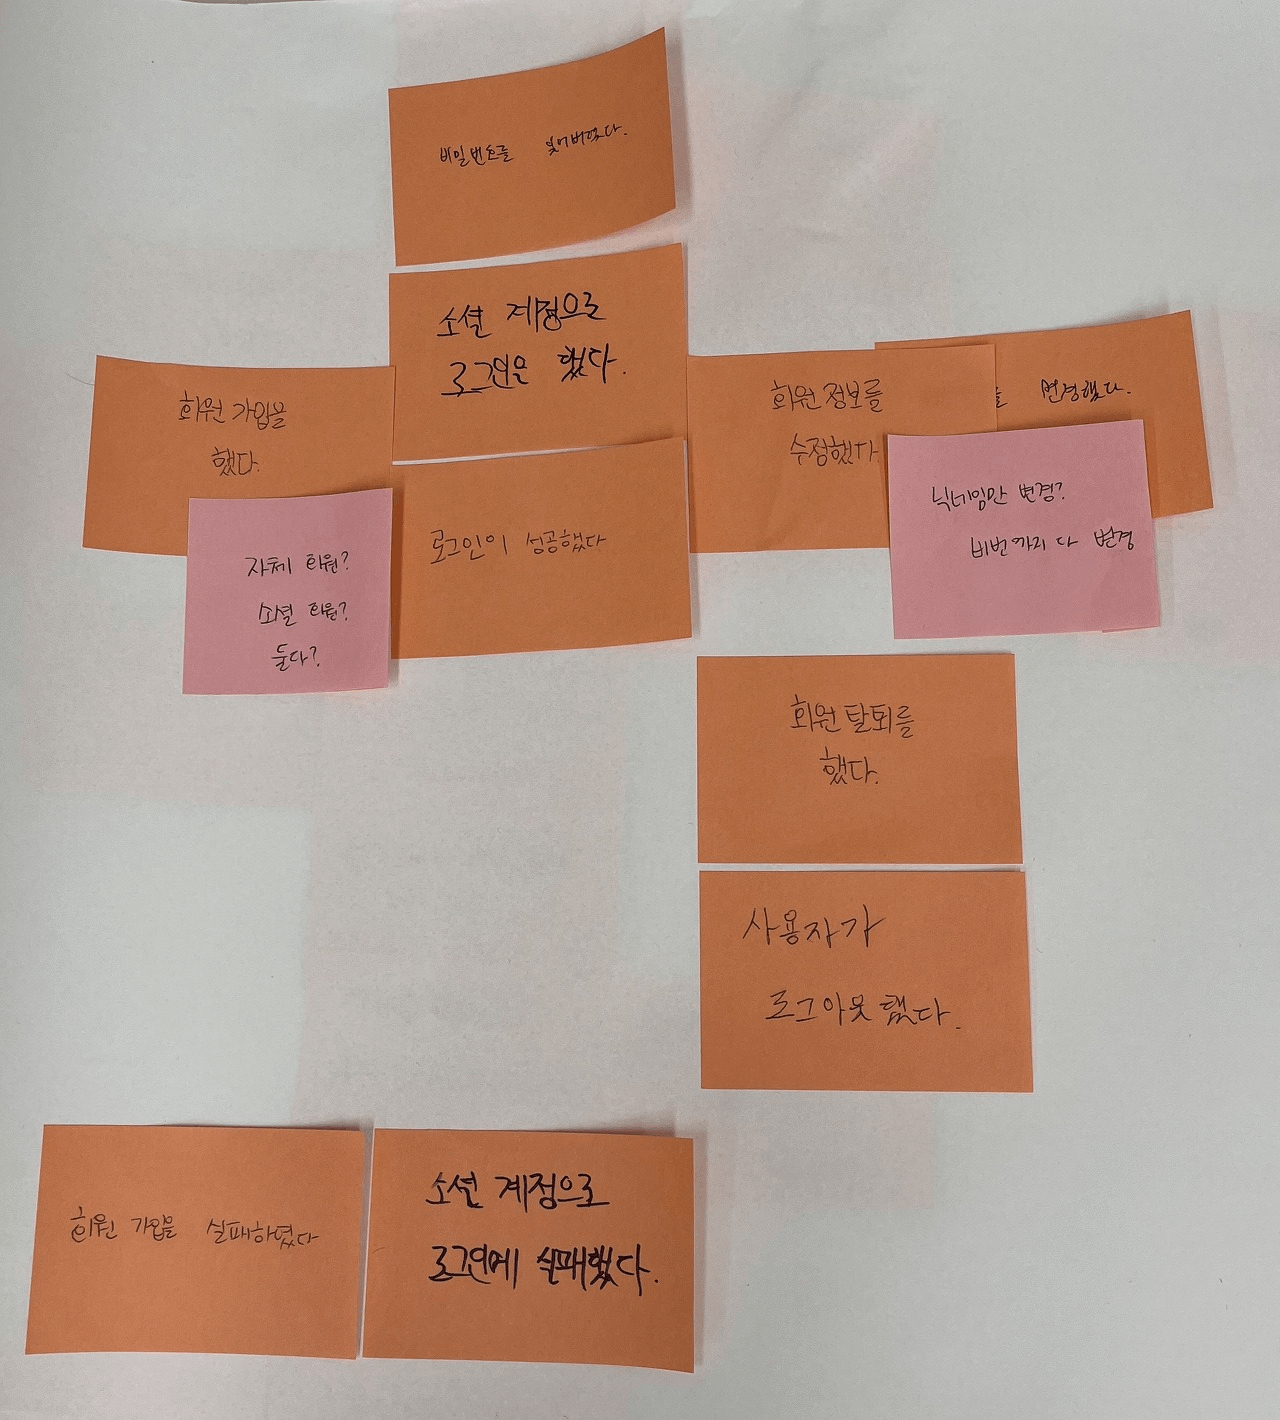 비밀번호를 잊어버렸다.
소셜 계정으로
로그인을 했다.
회원 가입을
했다.
자체 회원?
소셜 회원?
둘다?
로그인이 성공했다
회원 정보를
수정했다.
를 변경했다.
닉네임만 변경?
비번까지 다 변경
회원 탈퇴를
했다.
사용자가
로그아웃 했다.
회원 가입을 실패하였다
소셜 계정으로
로그인에 실패했다.